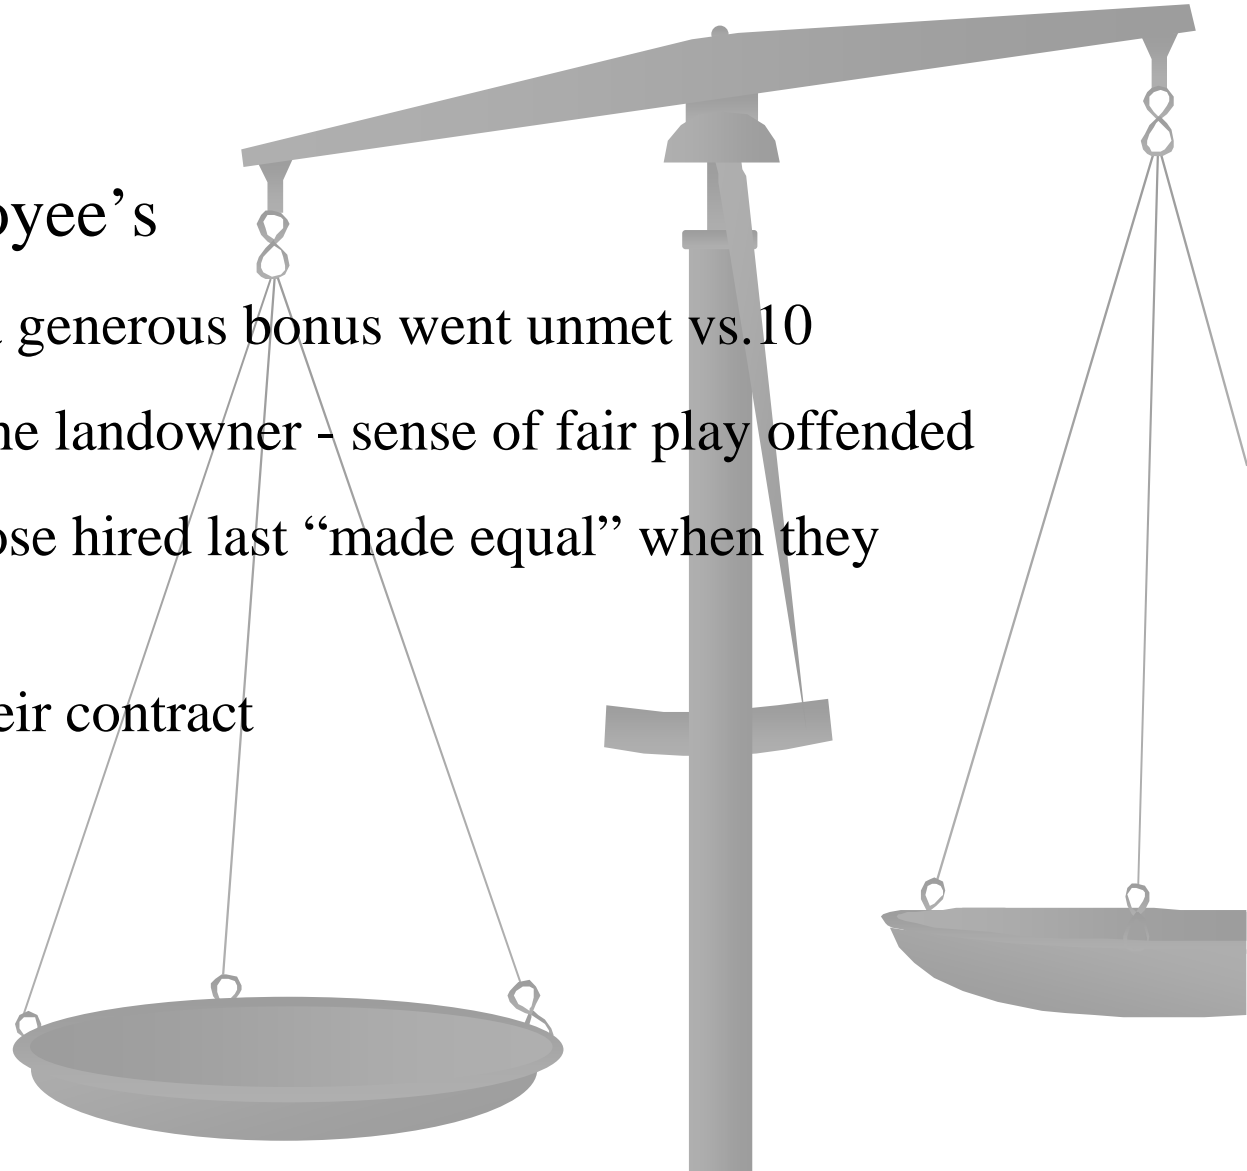 oyee’s
generous bonus went unmet vs.10
ne landowner - sense of fair play offended
ose hired last “made equal” when they
eir contract